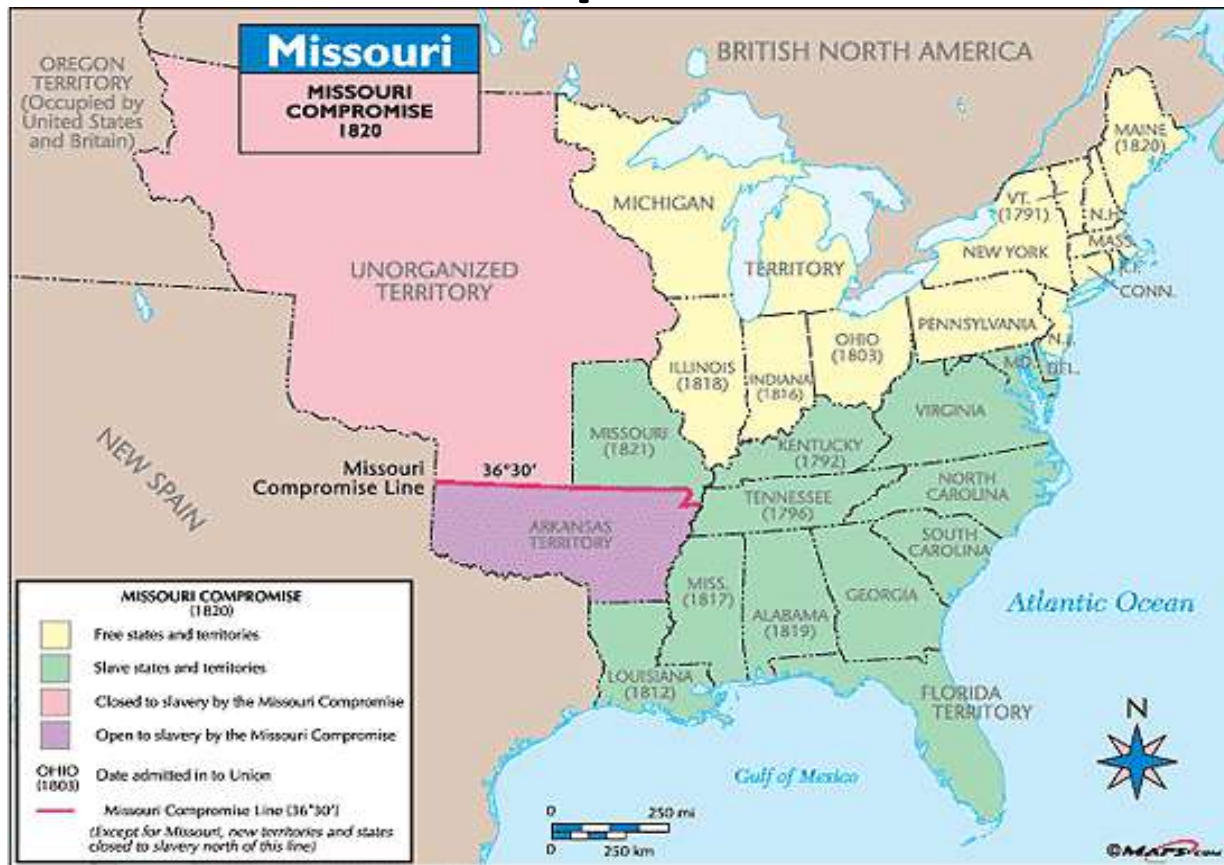 Missouri
MISSOURI
COMPROMISE
1820
OREGON
TERRITORY
(Occupied by
United States
and Britain)
BRITISH NORTH AMERICA
MAINE
(1820)
VT.
(1791)
N.H.
MASS.
R.I.
CONN.
NEW YORK
MICHIGAN
TERRITORY
UNORGANIZED
TERRITORY
PENNSYLVANIA
N.J.
OHIO
(1803)
ILLINOIS
(1818)
INDIANA
(1816)
MD.
DEL.
VIRGINIA
MISSOURI
(1821)
KENTUCKY
(1792)
NEW SPAIN
Missouri
Compromise Line
36°30'
NORTH
CAROLINA
TENNESSEE
(1796)
ARKANSAS
TERRITORY
SOUTH
CAROLINA
MISS.
(1817)
ALABAMA
(1819)
GEORGIA
Atlantic Ocean
LOUISIANA
(1812)
FLORIDA
TERRITORY
Gulf of Mexico
N
MISSOURI COMPROMISE
(1820)
Free states and territories
Slave states and territories
Closed to slavery by the Missouri Compromise
Open to slavery by the Missouri Compromise
OHIO
(1803)
Date admitted in to Union
Missouri Compromise Line (36°30')
(Except for Missouri, new territories and states
closed to slavery north of this line)
0 250 mi
0 250 km
©MAPS.com